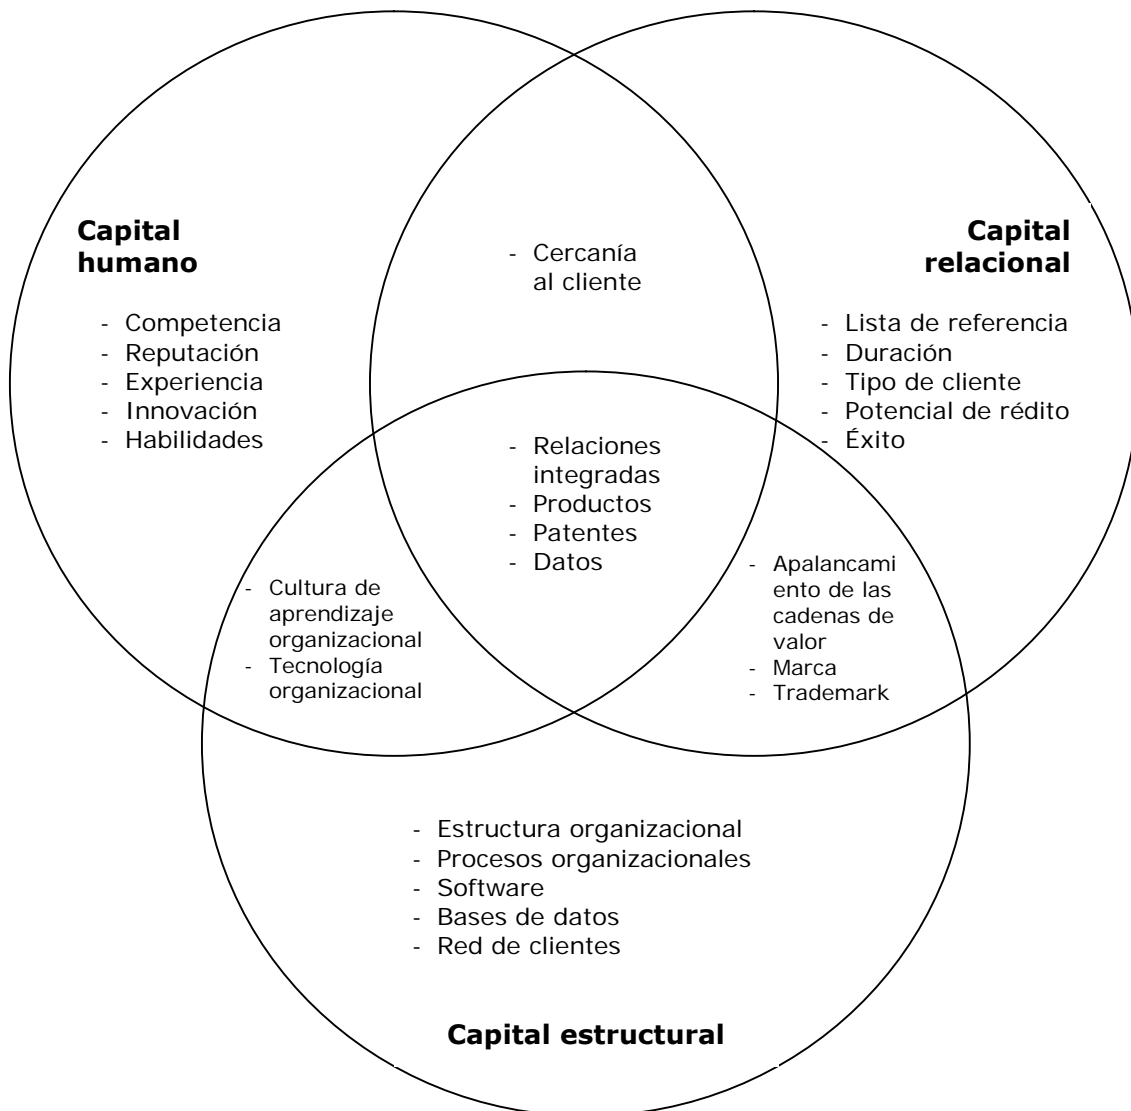 Capital
humano
- Competencia
- Reputación
- Experiencia
- Innovación
- Habilidades
- Cercanía
al cliente
Capital
relacional
- Lista de referencia
- Duración
- Tipo de cliente
- Potencial de rédito
- Éxito
- Relaciones
integradas
- Productos
- Patentes
- Datos
- Cultura de
aprendizaje
organizacional
- Tecnología
organizacional
- Apalancami
ento de las
cadenas de
valor
- Marca
- Trademark
- Estructura organizacional
- Procesos organizacionales
- Software
- Bases de datos
- Red de clientes
Capital estructural